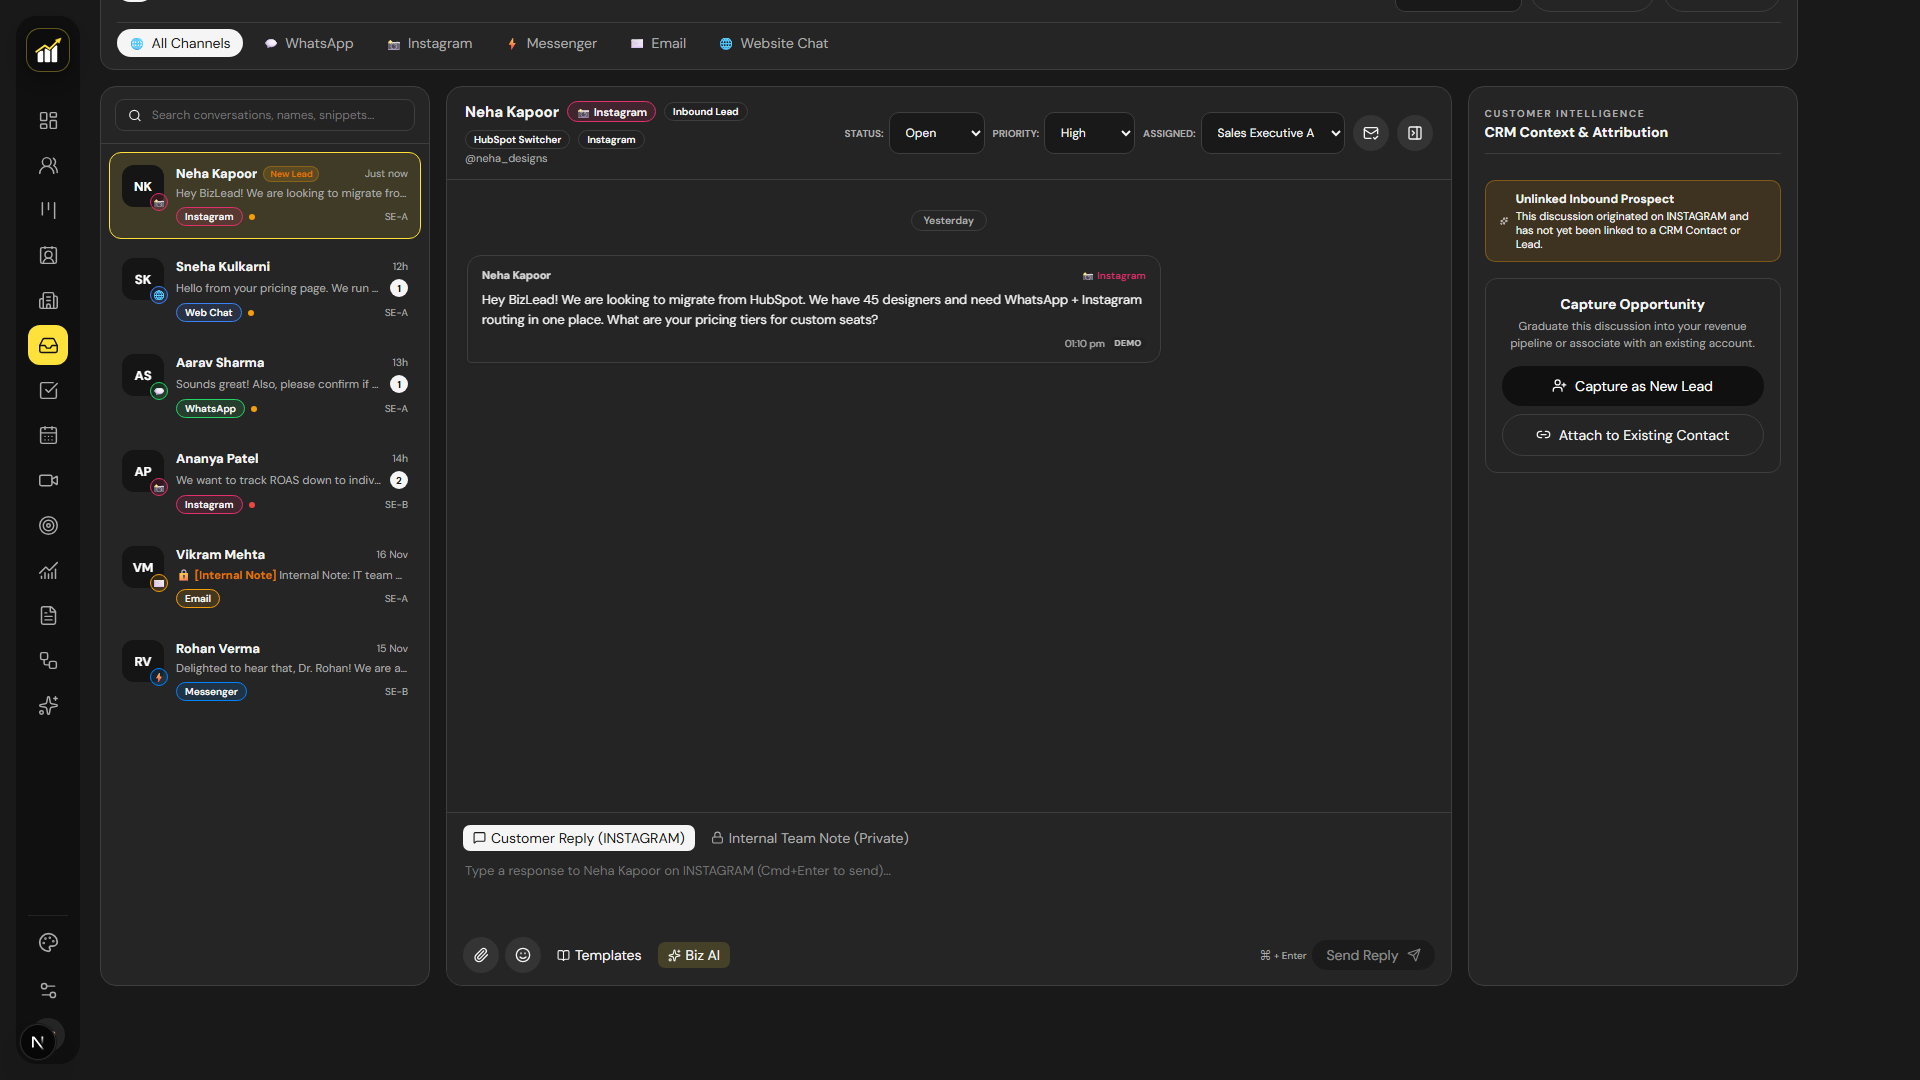 All Channels
WhatsApp
Instagram
Messenger
Email
Website Chat
Search conversations, names, snippets...
NK
Neha Kapoor
New Lead
Just now
Hey BizLead! We are looking to migrate fro...
Instagram
SE-A
SK
Sneha Kulkarni
12h
Hello from your pricing page. We run ...
1
Web Chat
SE-A
AS
Aarav Sharma
13h
Sounds great! Also, please confirm if ...
1
WhatsApp
SE-A
AP
Ananya Patel
14h
We want to track ROAS down to indiv...
2
Instagram
SE-B
VM
Vikram Mehta
16 Nov
[Internal Note] Internal Note: IT team ...
Email
SE-A
RV
Rohan Verma
15 Nov
Delighted to hear that, Dr. Rohan! We are a...
Messenger
SE-B
Neha Kapoor
Instagram
Inbound Lead
HubSpot Switcher
Instagram
@neha_designs
STATUS:
Open
PRIORITY:
High
ASSIGNED:
Sales Executive A
Yesterday
Neha Kapoor
Instagram
Hey BizLead! We are looking to migrate from HubSpot. We have 45 designers and need WhatsApp + Instagram
routing in one place. What are your pricing tiers for custom seats?
01:10 pm
DEMO
Customer Reply (INSTAGRAM)
Internal Team Note (Private)
Type a response to Neha Kapoor on INSTAGRAM (Cmd+Enter to send)...
Templates
Biz AI
⌘ + Enter
Send Reply
CUSTOMER INTELLIGENCE
CRM Context & Attribution
Unlinked Inbound Prospect
This discussion originated on INSTAGRAM and
has not yet been linked to a CRM Contact or
Lead.
Capture Opportunity
Graduate this discussion into your revenue
pipeline or associate with an existing account.
Capture as New Lead
Attach to Existing Contact
N